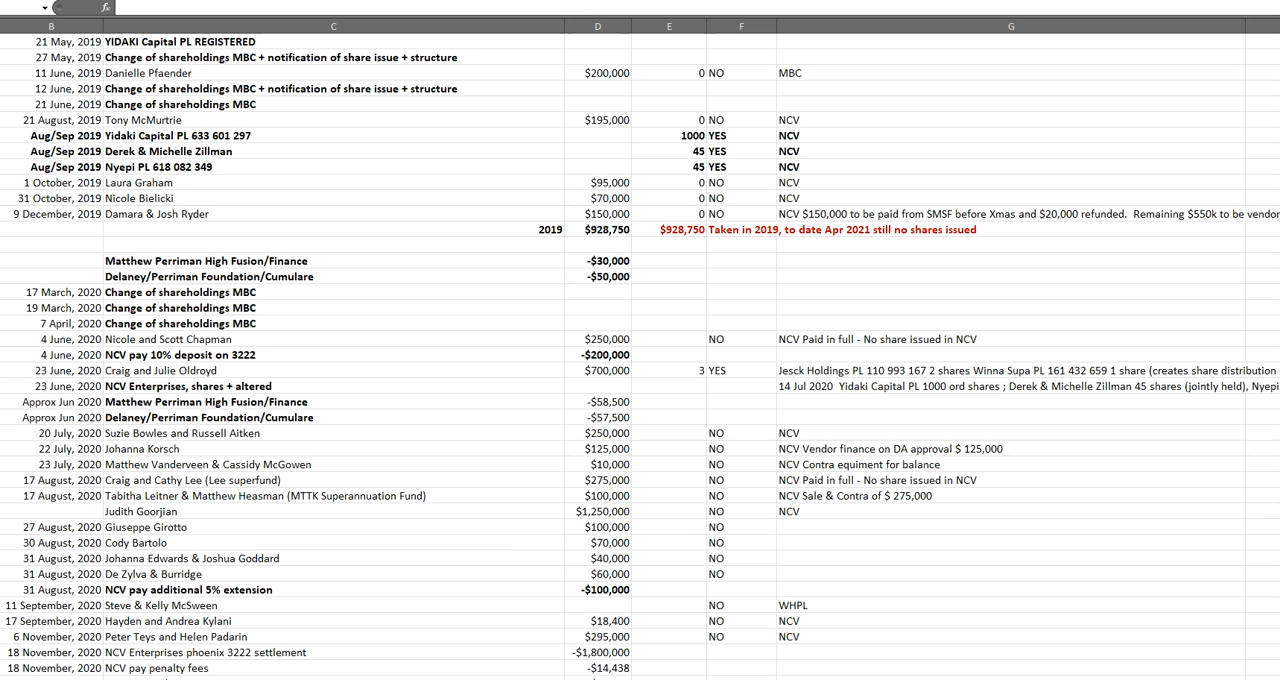 fx
B C D E F G
21 May, 2019 YIDAKI Capital PL REGISTERED
27 May, 2019 Change of shareholdings MBC + notification of share issue + structure
11 June, 2019 Danielle Pfaender $200,000 0 NO MBC
12 June, 2019 Change of shareholdings MBC + notification of share issue + structure
21 June, 2019 Change of shareholdings MBC
21 August, 2019 Tony McMurtrie $195,000 0 NO NCV
Aug/Sep 2019 Yidaki Capital PL 633 601 297 1000 YES NCV
Aug/Sep 2019 Derek & Michelle Zillman 45 YES NCV
Aug/Sep 2019 Nyepi PL 618 082 349 45 YES NCV
1 October, 2019 Laura Graham $95,000 0 NO NCV
31 October, 2019 Nicole Bielicki $70,000 0 NO NCV
9 December, 2019 Damara & Josh Ryder $150,000 0 NO NCV $150,000 to be paid from SMSF before Xmas and $20,000 refunded. Remaining $550k to be vendor
2019 $928,750 $928,750 Taken in 2019, to date Apr 2021 still no shares issued
Matthew Perriman High Fusion/Finance -$30,000
Delaney/Perriman Foundation/Cumulare -$50,000
17 March, 2020 Change of shareholdings MBC
19 March, 2020 Change of shareholdings MBC
7 April, 2020 Change of shareholdings MBC
4 June, 2020 Nicole and Scott Chapman $250,000 NO NCV Paid in full - No share issued in NCV
4 June, 2020 NCV pay 10% deposit on 3222 -$200,000
23 June, 2020 Craig and Julie Oldroyd $700,000 3 YES Jesck Holdings PL 110 993 167 2 shares Winna Supa PL 161 432 659 1 share (creates share distribution
23 June, 2020 NCV Enterprises, shares + altered 14 Jul 2020 Yidaki Capital PL 1000 ord shares ; Derek & Michelle Zillman 45 shares (jointly held), Nyepi
Approx Jun 2020 Matthew Perriman High Fusion/Finance -$58,500
Approx Jun 2020 Delaney/Perriman Foundation/Cumulare -$57,500
20 July, 2020 Suzie Bowles and Russell Aitken $250,000 NO NCV
22 July, 2020 Johanna Korsch $125,000 NO NCV Vendor finance on DA approval $ 125,000
23 July, 2020 Matthew Vanderveen & Cassidy McGowen $10,000 NO NCV Contra equiment for balance
17 August, 2020 Craig and Cathy Lee (Lee superfund) $275,000 NO NCV Paid in full - No share issued in NCV
17 August, 2020 Tabitha Leitner & Matthew Heasman (MTTK Superannuation Fund) $100,000 NO NCV Sale & Contra of $ 275,000
Judith Goorjian $1,250,000 NO NCV
27 August, 2020 Giuseppe Girotto $100,000 NO
30 August, 2020 Cody Bartolo $70,000 NO
31 August, 2020 Johanna Edwards & Joshua Goddard $40,000 NO
31 August, 2020 De Zylva & Burridge $60,000 NO
31 August, 2020 NCV pay additional 5% extension -$100,000
11 September, 2020 Steve & Kelly McSween NO WHPL
17 September, 2020 Hayden and Andrea Kylani $18,400 NO NCV
6 November, 2020 Peter Teys and Helen Padarin $295,000 NO NCV
18 November, 2020 NCV Enterprises phoenix 3222 settlement -$1,800,000
18 November, 2020 NCV pay penalty fees -$14,438